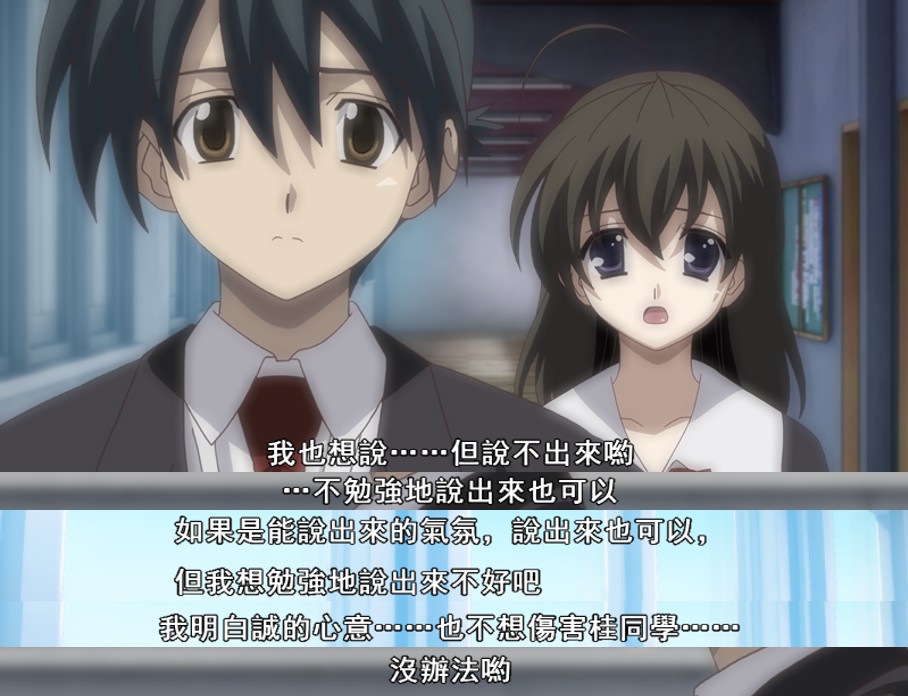 我也想說……但說不出來喲
…不勉強地說出來也可以
如果是能說出來的氣氛，說出來也可以，
但我想勉強地說出來不好吧
我明白誠的心意……也不想傷害桂同學……
沒辦法喲